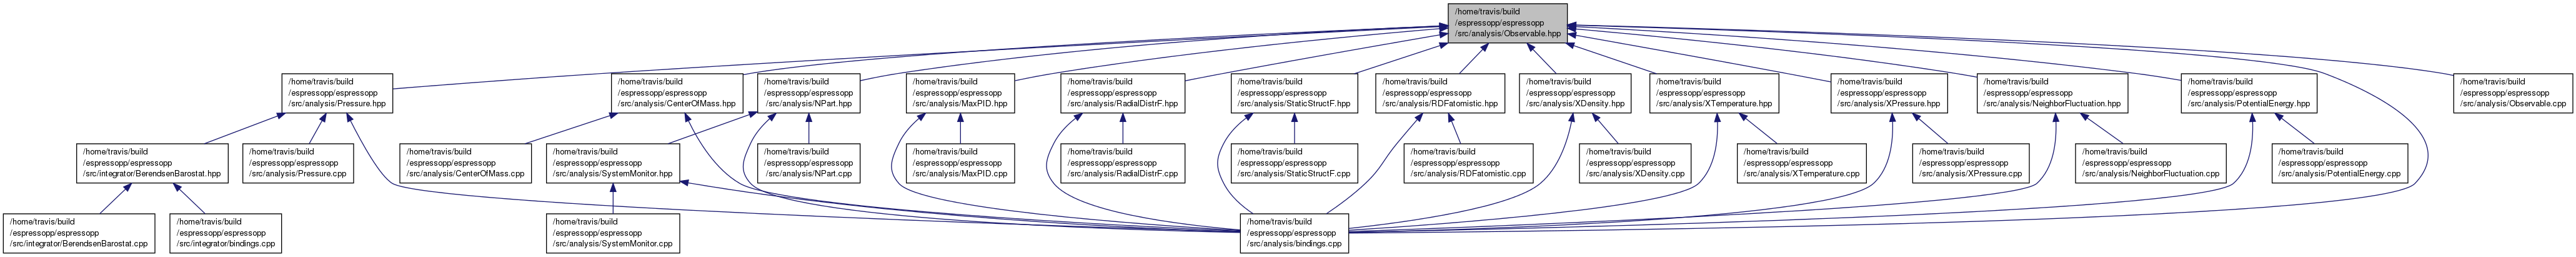 /home/travis/build
/espressopp/espressopp
/src/analysis/Observable.hpp
/home/travis/build
/espressopp/espressopp
/src/analysis/Pressure.hpp
/home/travis/build
/espressopp/espressopp
/src/analysis/CenterOfMass.hpp
/home/travis/build
/espressopp/espressopp
/src/analysis/NPart.hpp
/home/travis/build
/espressopp/espressopp
/src/analysis/MaxPID.hpp
/home/travis/build
/espressopp/espressopp
/src/analysis/RadialDistrF.hpp
/home/travis/build
/espressopp/espressopp
/src/analysis/StaticStructF.hpp
/home/travis/build
/espressopp/espressopp
/src/analysis/RDFatomistic.hpp
/home/travis/build
/espressopp/espressopp
/src/analysis/XDensity.hpp
/home/travis/build
/espressopp/espressopp
/src/analysis/XTemperature.hpp
/home/travis/build
/espressopp/espressopp
/src/analysis/XPressure.hpp
/home/travis/build
/espressopp/espressopp
/src/analysis/NeighborFluctuation.hpp
/home/travis/build
/espressopp/espressopp
/src/analysis/PotentialEnergy.hpp
/home/travis/build
/espressopp/espressopp
/src/analysis/Observable.cpp
/home/travis/build
/espressopp/espressopp
/src/integrator/BerendsenBarostat.hpp
/home/travis/build
/espressopp/espressopp
/src/analysis/Pressure.cpp
/home/travis/build
/espressopp/espressopp
/src/analysis/CenterOfMass.cpp
/home/travis/build
/espressopp/espressopp
/src/analysis/SystemMonitor.hpp
/home/travis/build
/espressopp/espressopp
/src/analysis/NPart.cpp
/home/travis/build
/espressopp/espressopp
/src/analysis/MaxPID.cpp
/home/travis/build
/espressopp/espressopp
/src/analysis/RadialDistrF.cpp
/home/travis/build
/espressopp/espressopp
/src/analysis/StaticStructF.cpp
/home/travis/build
/espressopp/espressopp
/src/analysis/RDFatomistic.cpp
/home/travis/build
/espressopp/espressopp
/src/analysis/XDensity.cpp
/home/travis/build
/espressopp/espressopp
/src/analysis/XTemperature.cpp
/home/travis/build
/espressopp/espressopp
/src/analysis/XPressure.cpp
/home/travis/build
/espressopp/espressopp
/src/analysis/NeighborFluctuation.cpp
/home/travis/build
/espressopp/espressopp
/src/analysis/PotentialEnergy.cpp
/home/travis/build
/espressopp/espressopp
/src/integrator/BerendsenBarostat.cpp
/home/travis/build
/espressopp/espressopp
/src/integrator/bindings.cpp
/home/travis/build
/espressopp/espressopp
/src/analysis/SystemMonitor.cpp
/home/travis/build
/espressopp/espressopp
/src/analysis/bindings.cpp